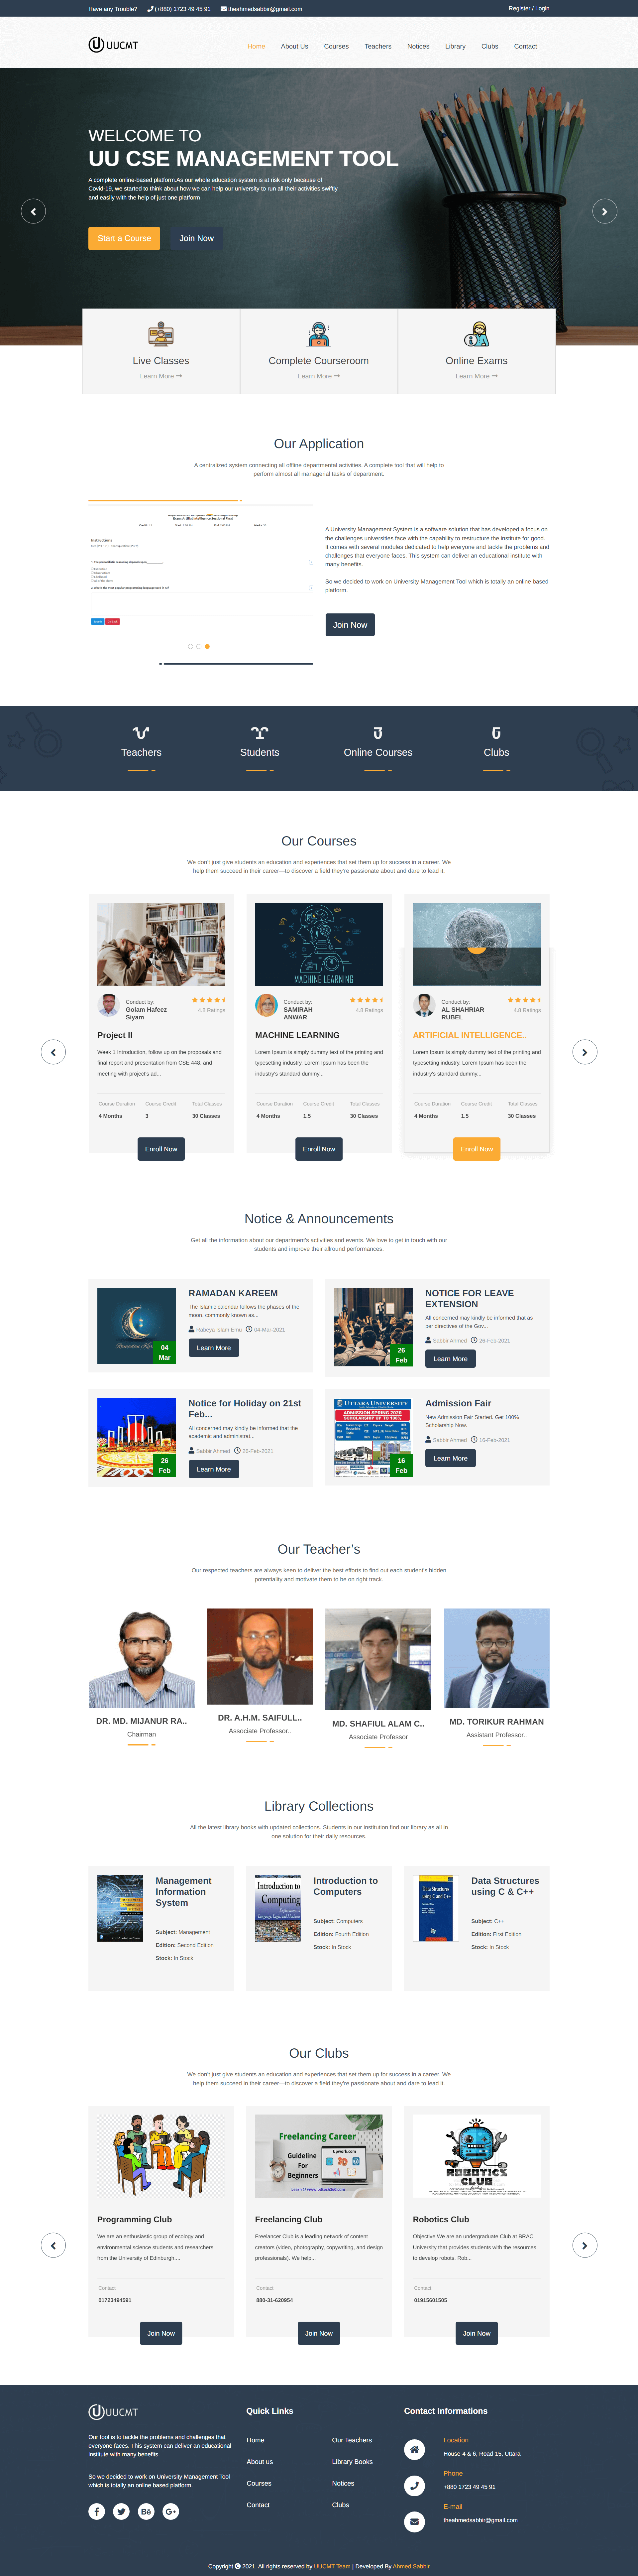 Have any Trouble? (+880) 1723 49 45 91 theahmedsabbir@gmail.com Register / Login
UUCMT Home About Us Courses Teachers Notices Library Clubs Contact
WELCOME TO
UU CSE MANAGEMENT TOOL
A complete online-based platform.As our whole education system is at risk only because of
Covid-19, we started to think about how we can help our university to run all their activities swiftly
and easily with the help of just one platform
Start a Course Join Now
Live Classes Complete Courseroom Online Exams
Learn More Learn More Learn More
Our Application
A centralized system connecting all offline departmental activities. A complete tool that will help to
perform almost all managerial tasks of department.
Instructions
A University Management System is a software solution that has developed a focus on
the challenges universities face with the capability to restructure the institute for good.
It comes with several modules dedicated to help everyone and tackle the problems and
challenges that everyone faces. This system can deliver an educational institute with
many benefits.
So we decided to work on University Management Tool which is totally an online based
platform.
Join Now
Teachers Students Online Courses Clubs
Our Courses
We don't just give students an education and experiences that set them up for success in a career. We
help them succeed in their career—to discover a field they're passionate about and dare to lead it.
MACHINE LEARNING
Conduct by: Conduct by: Conduct by:
Golam Hafeez Siyam 4.8 Ratings SAMIRAH ANWAR 4.8 Ratings AL SHAHRIAR RUBEL 4.8 Ratings
Project II MACHINE LEARNING ARTIFICIAL INTELLIGENCE..
Week 1 Introduction, follow up on the proposals and
final report and presentation from CSE 448, and
meeting with project's ad...
Lorem Ipsum is simply dummy text of the printing and
typesetting industry. Lorem Ipsum has been the
industry's standard dummy...
Lorem Ipsum is simply dummy text of the printing and
typesetting industry. Lorem Ipsum has been the
industry's standard dummy...
Course Duration Course Credit Total Classes Course Duration Course Credit Total Classes Course Duration Course Credit Total Classes
4 Months 3 30 Classes 4 Months 1.5 30 Classes 4 Months 1.5 30 Classes
Enroll Now Enroll Now Enroll Now
Notice & Announcements
Get all the information about our department's activities and events. We love to get in touch with our
students and improve their allround performances.
04
Mar
RAMADAN KAREEM
The Islamic calendar follows the phases of the
moon, commonly known as...
Rabeya Islam Emu 04-Mar-2021
Learn More
26
Feb
NOTICE FOR LEAVE
EXTENSION
All concerned may kindly be informed that as
per directives of the Gov...
Sabbir Ahmed 26-Feb-2021
Learn More
26
Feb
Notice for Holiday on 21st
Feb...
All concerned may kindly be informed that the
academic and administrat...
Sabbir Ahmed 26-Feb-2021
Learn More
UTTARA UNIVERSITY
ADMISSION SPRING 2020
SCHOLARSHIP UP TO 100%
16
Feb
Admission Fair
New Admission Fair Started. Get 100%
Scholarship Now.
Sabbir Ahmed 16-Feb-2021
Learn More
Our Teacher's
Our respected teachers are always keen to deliver the best efforts to find out each student's hidden
potentiality and motivate them to be on right track.
DR. MD. MIJANUR RA.. DR. A.H.M. SAIFULL.. MD. SHAFIUL ALAM C.. MD. TORIKUR RAHMAN
Chairman Associate Professor.. Associate Professor Assistant Professor..
Library Collections
All the latest library books with updated collections. Students in our institution find our library as all in
one solution for their daily resources.
Management
Information
System
Subject: Management
Edition: Second Edition
Stock: In Stock
Introduction to
Computing
Introduction to
Computers
Subject: Computers
Edition: Fourth Edition
Stock: In Stock
Data Structures
using C and C++
Data Structures
using C & C++
Subject: C++
Edition: First Edition
Stock: In Stock
Our Clubs
We don't just give students an education and experiences that set them up for success in a career. We
help them succeed in their career—to discover a field they're passionate about and dare to lead it.
Freelancing Career
Guideline
For
Beginners
Upwork.com
ROBOTICS
CLUB
Programming Club Freelancing Club Robotics Club
We are an enthusiastic group of ecology and
environmental science students and researchers
from the University of Edinburgh....
Freelancer Club is a leading network of content
creators (video, photography, copywriting, and design
professionals). We help...
Objective We are an undergraduate Club at BRAC
University that provides students with the resources
to develop robots. Rob...
Contact Contact Contact
01723494591 880-31-620954 01915601505
Join Now Join Now Join Now
UUCMT
Our tool is to tackle the problems and challenges that
everyone faces. This system can deliver an educational
institute with many benefits.
So we decided to work on University Management Tool
which is totally an online based platform.
Quick Links
Home Our Teachers
About us Library Books
Courses Notices
Contact Clubs
Contact Informations
Location
House-4 & 6, Road-15, Uttara
Phone
+880 1723 49 45 91
E-mail
theahmedsabbir@gmail.com
Copyright © 2021. All rights reserved by UUCMT Team | Developed By Ahmed Sabbir